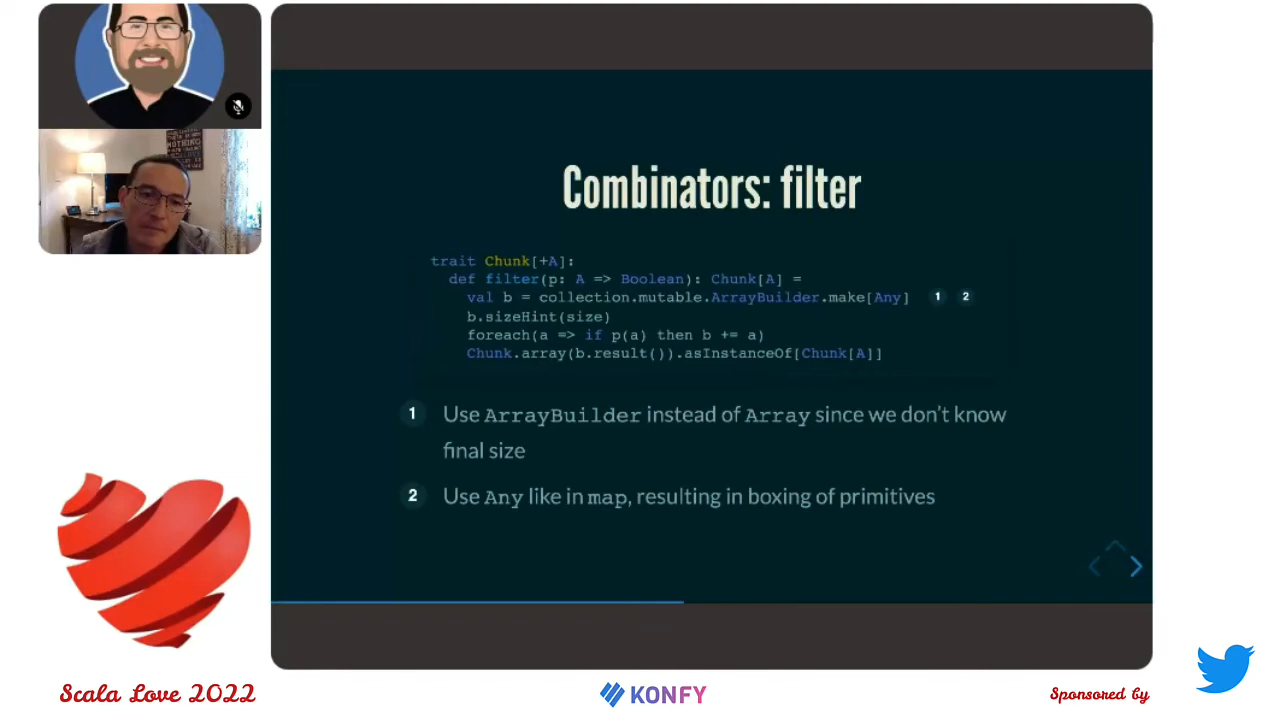 NOTHING
Combinators: filter
trait Chunk[+A]:
def filter(p: A => Boolean): Chunk[A] =
val b = collection.mutable.ArrayBuilder.make[Any] 1 2
b.sizeHint(size)
foreach(a => if p(a) then b += a)
Chunk.array(b.result()).asInstanceOf[Chunk[A]]
1 Use ArrayBuilder instead of Array since we don't know
final size
2 Use Any like in map, resulting in boxing of primitives
Scala Love 2022
KONFY
Sponsored by